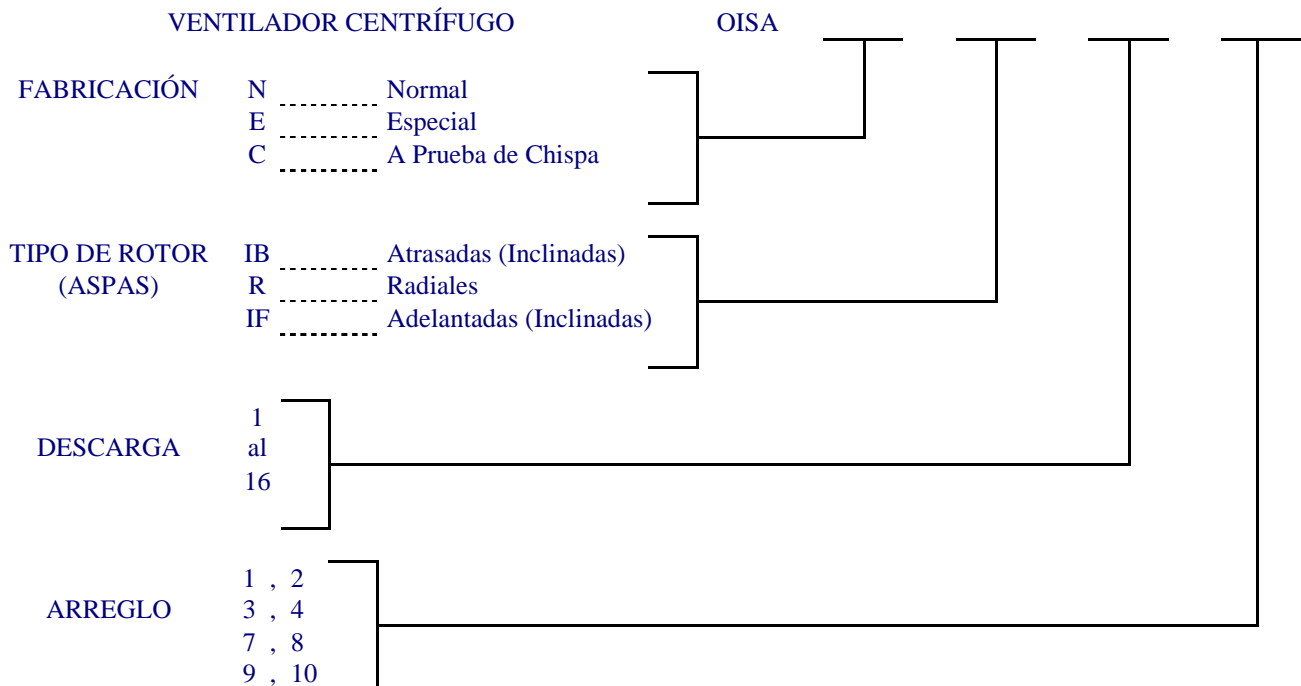 VENTILADOR CENTRÍFUGO OISA
FABRICACIÓN N Normal
E Especial
C A Prueba de Chispa
TIPO DE ROTOR IB Atrasadas (Inclinadas)
(ASPAS) R Radiales
IF Adelantadas (Inclinadas)
1
DESCARGA al
16
1 , 2
ARREGLO 3 , 4
7 , 8
9 , 10